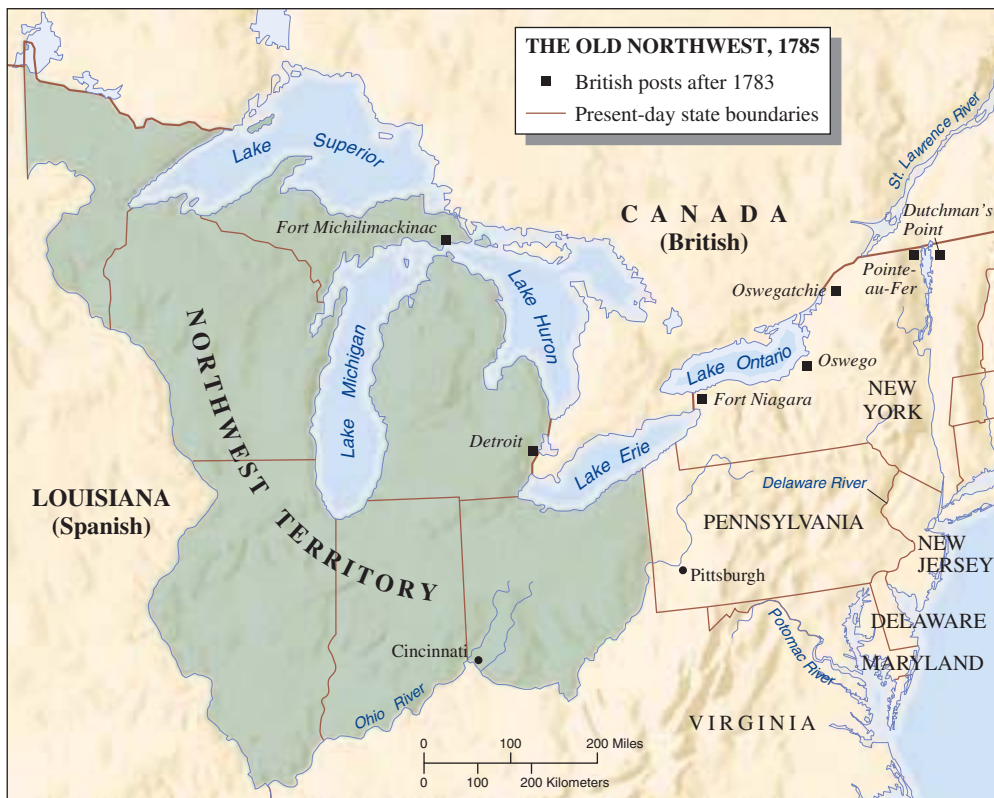 THE OLD NORTHWEST, 1785
British posts after 1783
Present-day state boundaries
Lake Superior
St. Lawrence River
CANADA
(British)
Dutchman's
Point
Fort Michilimackinac
Pointe-
au-Fer
Oswegatchie
Lake Huron
Lake Michigan
Lake Ontario
Oswego
NORTHWEST TERRITORY
Fort Niagara
NEW
YORK
Detroit
Lake Erie
LOUISIANA
(Spanish)
Delaware River
PENNSYLVANIA
NEW
JERSEY
Pittsburgh
DELAWARE
Potomac River
MARYLAND
Cincinnati
Ohio River
VIRGINIA
0 100 200 Miles
0 100 200 Kilometers